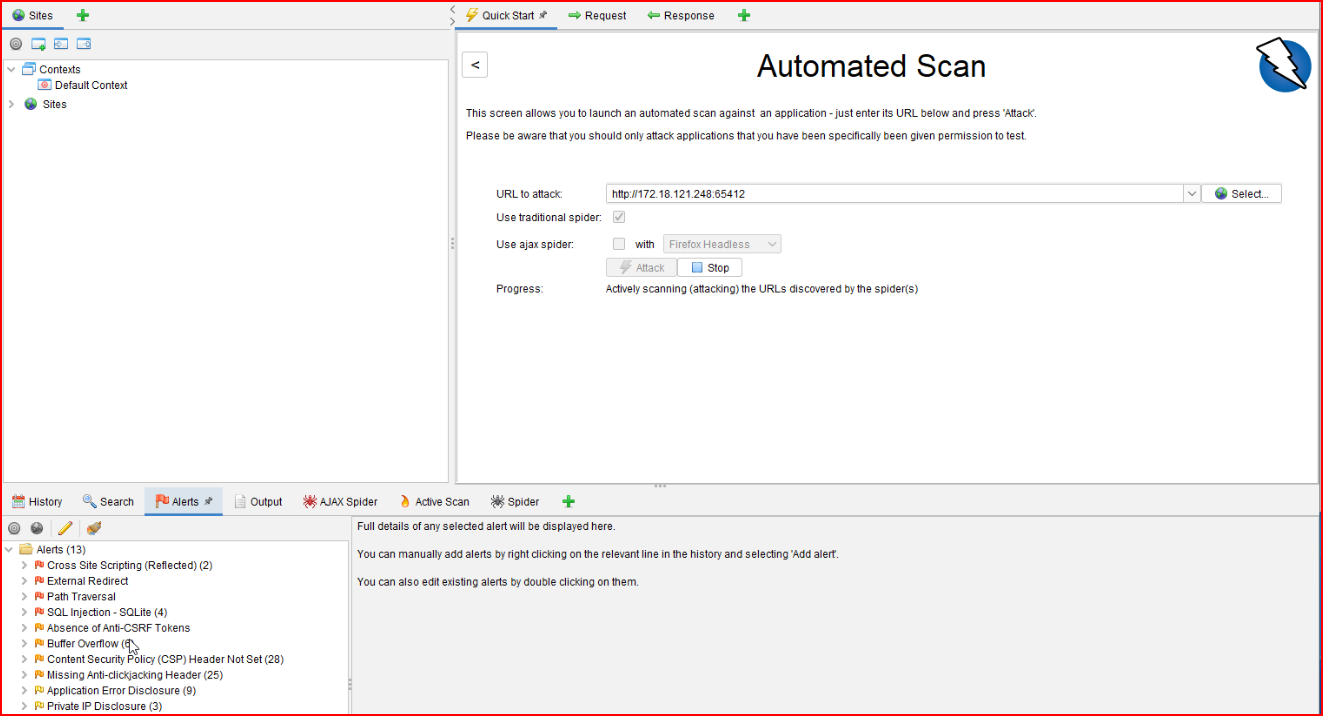 Sites
Quick Start
Request
Response
<
Automated Scan
Contexts
Default Context
Sites
This screen allows you to launch an automated scan against  an application - just enter its URL below and press 'Attack'.
Please be aware that you should only attack applications that you have been specifically been given permission to test.
URL to attack: http://172.18.121.248:65412 Select...
Use traditional spider:
Use ajax spider: with Firefox Headless
Attack Stop
Progress: Actively scanning (attacking) the URLs discovered by the spider(s)
History Search Alerts Output AJAX Spider Active Scan Spider
Alerts (13)
Cross Site Scripting (Reflected) (2)
External Redirect
Path Traversal
SQL Injection - SQLite (4)
Absence of Anti-CSRF Tokens
Buffer Overflow
Content Security Policy (CSP) Header Not Set (28)
Missing Anti-clickjacking Header (25)
Application Error Disclosure (9)
Private IP Disclosure (3)
Full details of any selected alert will be displayed here.
You can manually add alerts by right clicking on the relevant line in the history and selecting 'Add alert'.
You can also edit existing alerts by double clicking on them.